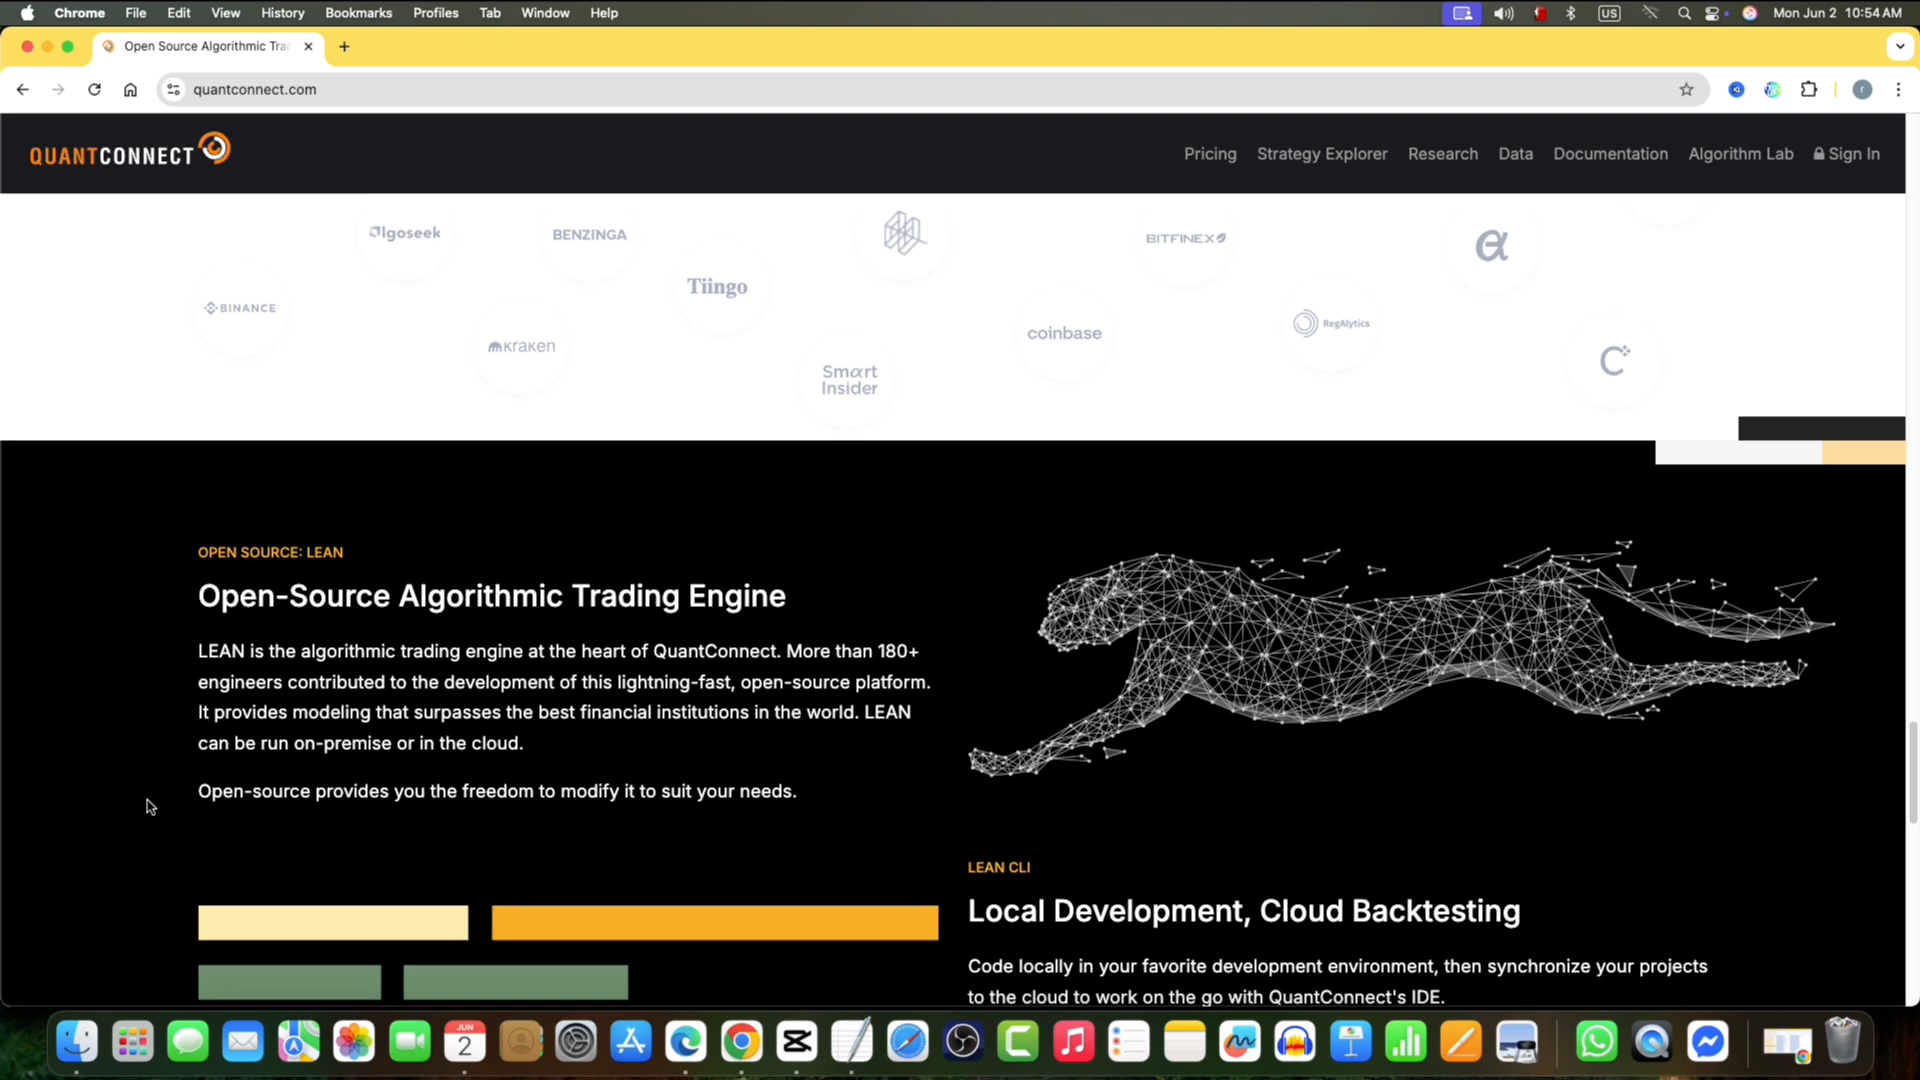 Chrome File Edit View History Bookmarks Profiles Tab Window Help US Mon Jun 2 10:54 AM
Open Source Algorithmic Tra
quantconnect.com
r
QUANTCONNECT Pricing Strategy Explorer Research Data Documentation Algorithm Lab Sign In
algoseek
BENZINGA
BITFINEX
Tiingo
BINANCE
coinbase
RegAlytics
kraken
Smart
Insider
OPEN SOURCE: LEAN
Open-Source Algorithmic Trading Engine
LEAN is the algorithmic trading engine at the heart of QuantConnect. More than 180+
engineers contributed to the development of this lightning-fast, open-source platform.
It provides modeling that surpasses the best financial institutions in the world. LEAN
can be run on-premise or in the cloud.
Open-source provides you the freedom to modify it to suit your needs.
LEAN CLI
Local Development, Cloud Backtesting
Code locally in your favorite development environment, then synchronize your projects
to the cloud to work on the go with QuantConnect's IDE.
JUN
2